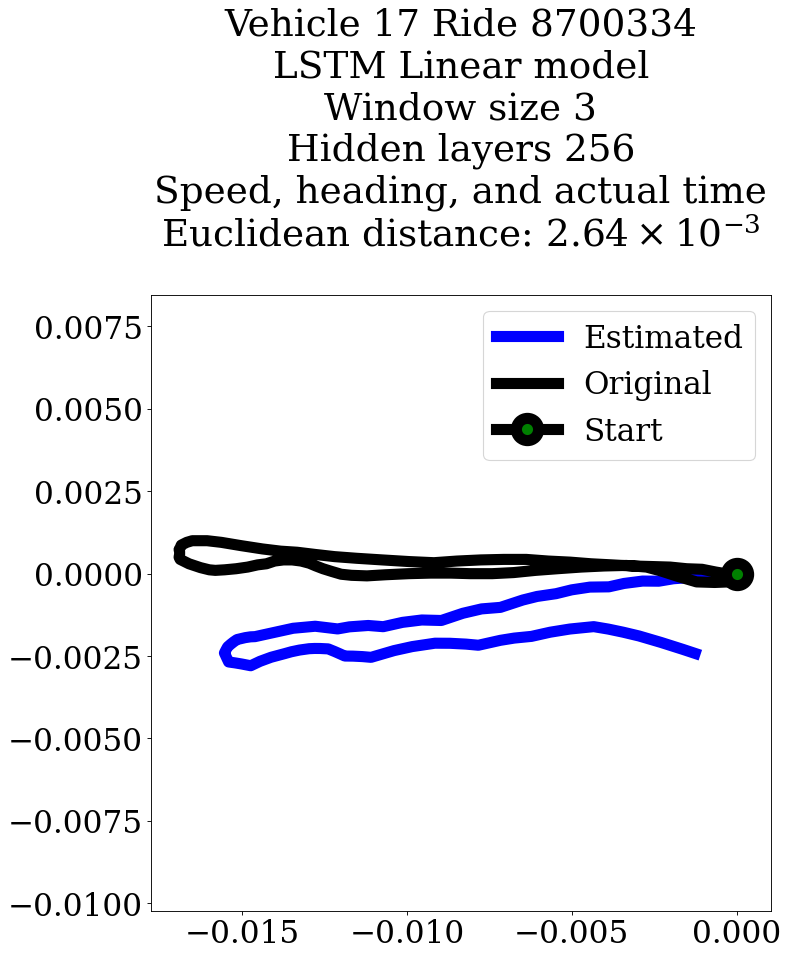 Vehicle 17 Ride 8700334
LSTM Linear model
Window size 3
Hidden layers 256
Speed, heading, and actual time
Euclidean distance: 2.64 × 10⁻³
Estimated
Original
Start
0.0075
0.0050
0.0025
0.0000
−0.0025
−0.0050
−0.0075
−0.0100
−0.015 −0.010 −0.005 0.000